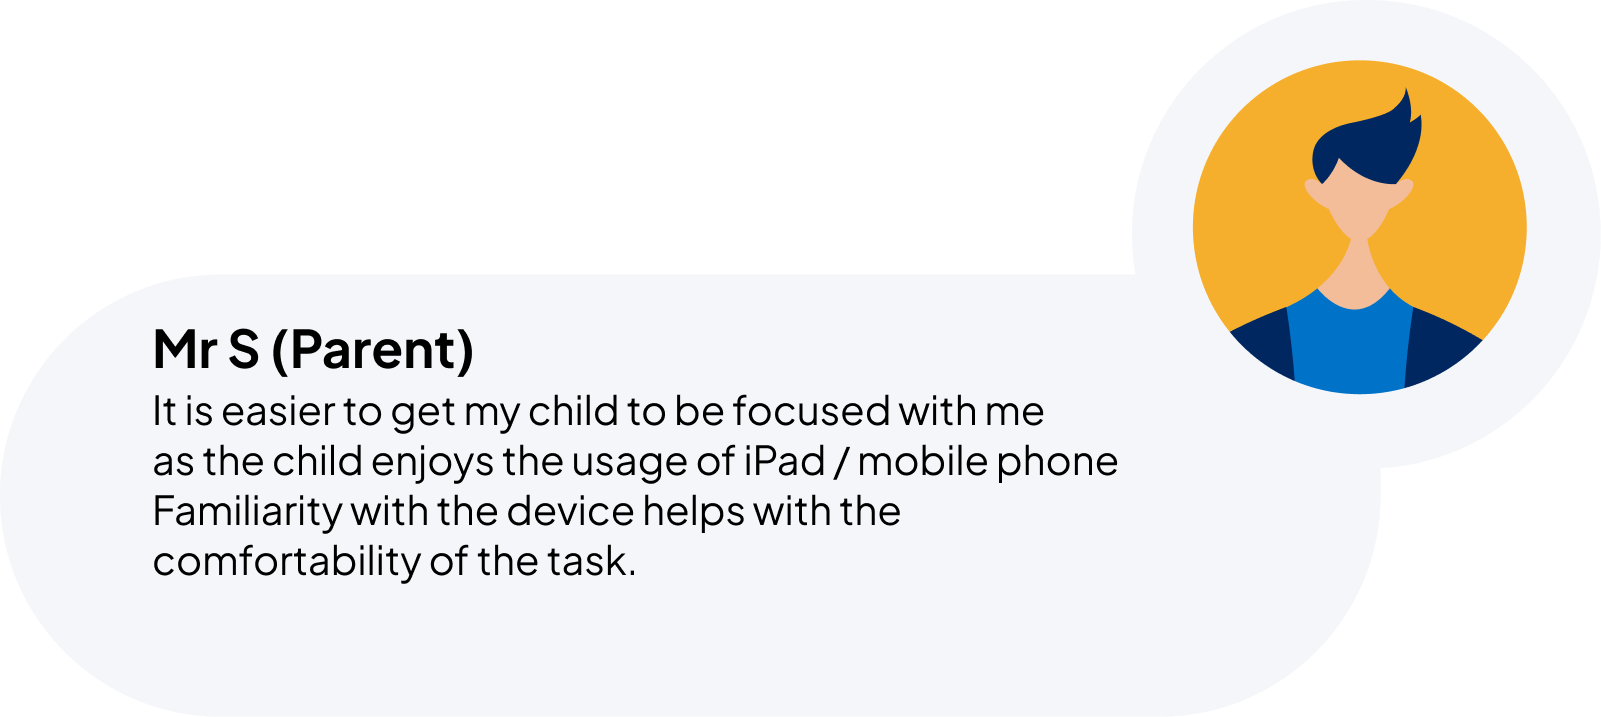 Mr S (Parent)
It is easier to get my child to be focused with me
as the child enjoys the usage of iPad / mobile phone
Familiarity with the device helps with the
comfortability of the task.